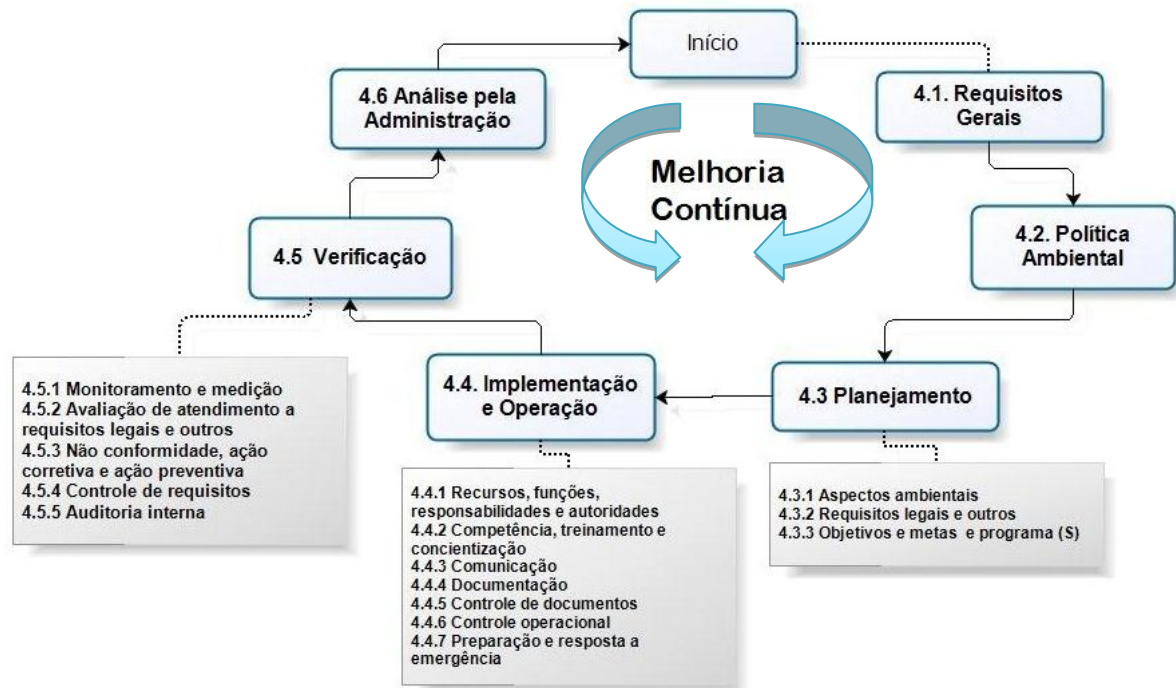 Início
4.1. Requisitos
Gerais
4.2. Política
Ambiental
4.3 Planejamento
4.3.1 Aspectos ambientais
4.3.2 Requisitos legais e outros
4.3.3 Objetivos e metas e programa (S)
4.4. Implementação
e Operação
4.4.1 Recursos, funções,
responsabilidades e autoridades
4.4.2 Competência, treinamento e
concientização
4.4.3 Comunicação
4.4.4 Documentação
4.4.5 Controle de documentos
4.4.6 Controle operacional
4.4.7 Preparação e resposta a
emergência
4.5 Verificação
4.5.1 Monitoramento e medição
4.5.2 Avaliação de atendimento a
requisitos legais e outros
4.5.3 Não conformidade, ação
corretiva e ação preventiva
4.5.4 Controle de requisitos
4.5.5 Auditoria interna
4.6 Análise pela
Administração
Melhoria
Contínua